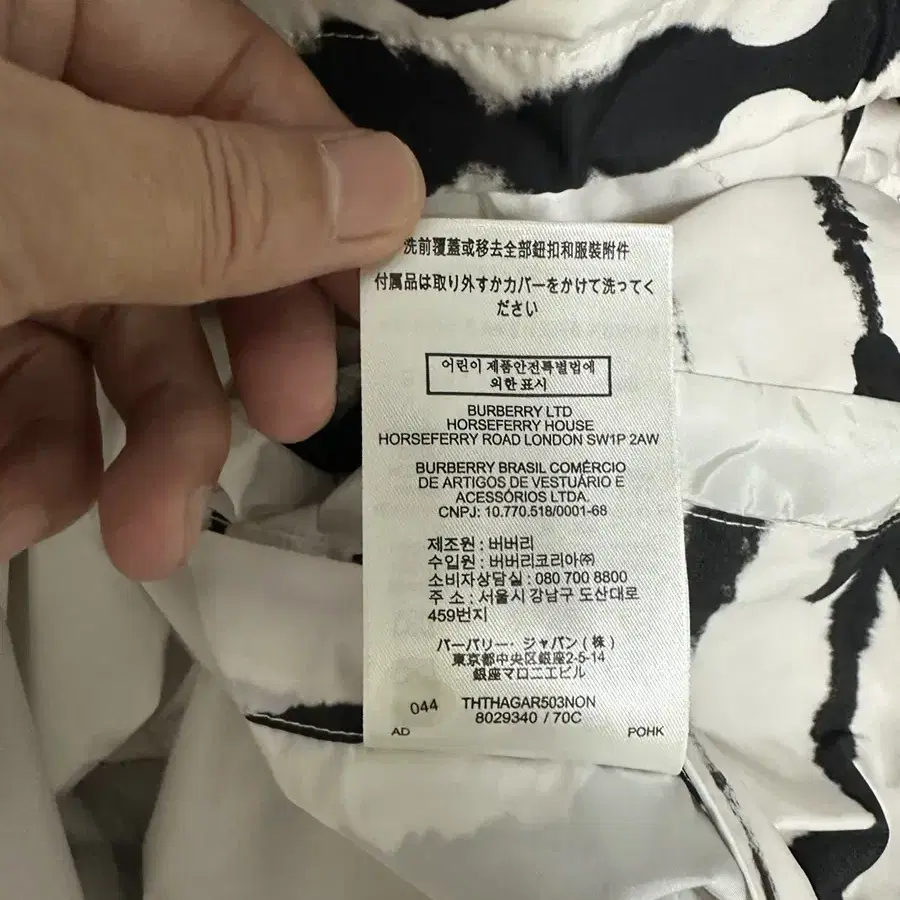 洗前覆蓋或移去全部鈕扣和服裝附件
付属品は取り外すかカバーをかけて洗ってく
ださい
어린이 제품안전특별법에
의한 표시
BURBERRY LTD
HORSEFERRY HOUSE
HORSEFERRY ROAD LONDON SW1P 2AW
BURBERRY BRASIL COMÉRCIO
DE ARTIGOS DE VESTUÁRIO E
ACESSÓRIOS LTDA.
CNPJ: 10.770.518/0001-68
제조원 : 버버리
수입원 : 버버리코리아㈜
소비자상담실 : 080 700 8800
주 소 : 서울시 강남구 도산대로
459번지
バーバリー・ジャパン(株)
東京都中央区銀座2-5-14
銀座マロニエビル
044 THTHAGAR503NON
8029340 / 70C
AD POHK